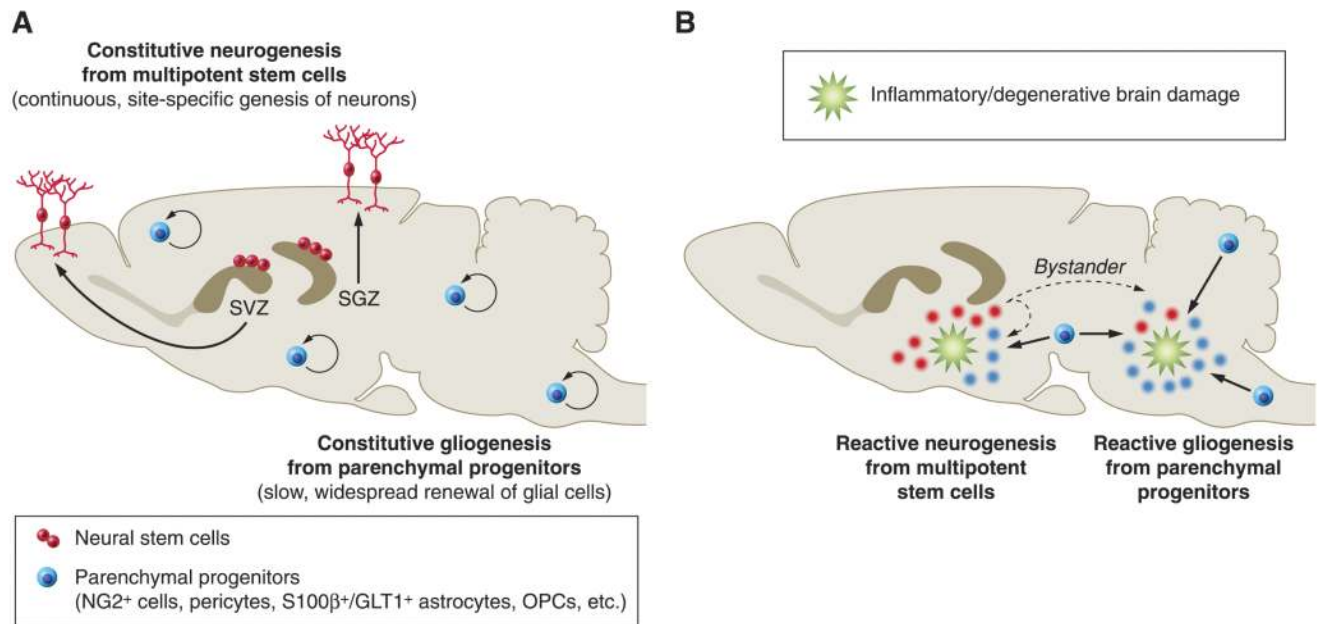 A
Constitutive neurogenesis
from multipotent stem cells
(continuous, site-specific genesis of neurons)
SVZ
SGZ
Constitutive gliogenesis
from parenchymal progenitors
(slow, widespread renewal of glial cells)
Neural stem cells
Parenchymal progenitors
(NG2⁺ cells, pericytes, S100β⁺/GLT1⁺ astrocytes, OPCs, etc.)
B
Inflammatory/degenerative brain damage
Bystander
Reactive neurogenesis
from multipotent
stem cells
Reactive gliogenesis
from parenchymal
progenitors